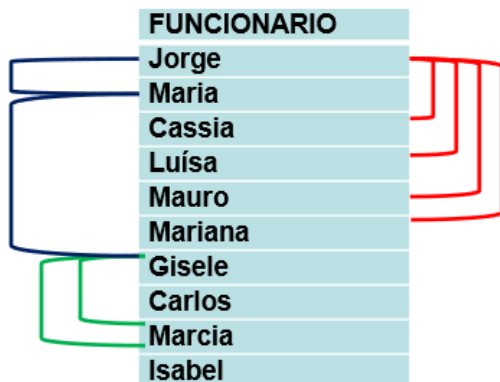 FUNCIONARIO
Jorge
Maria
Cassia
Luísa
Mauro
Mariana
Gisele
Carlos
Marcia
Isabel